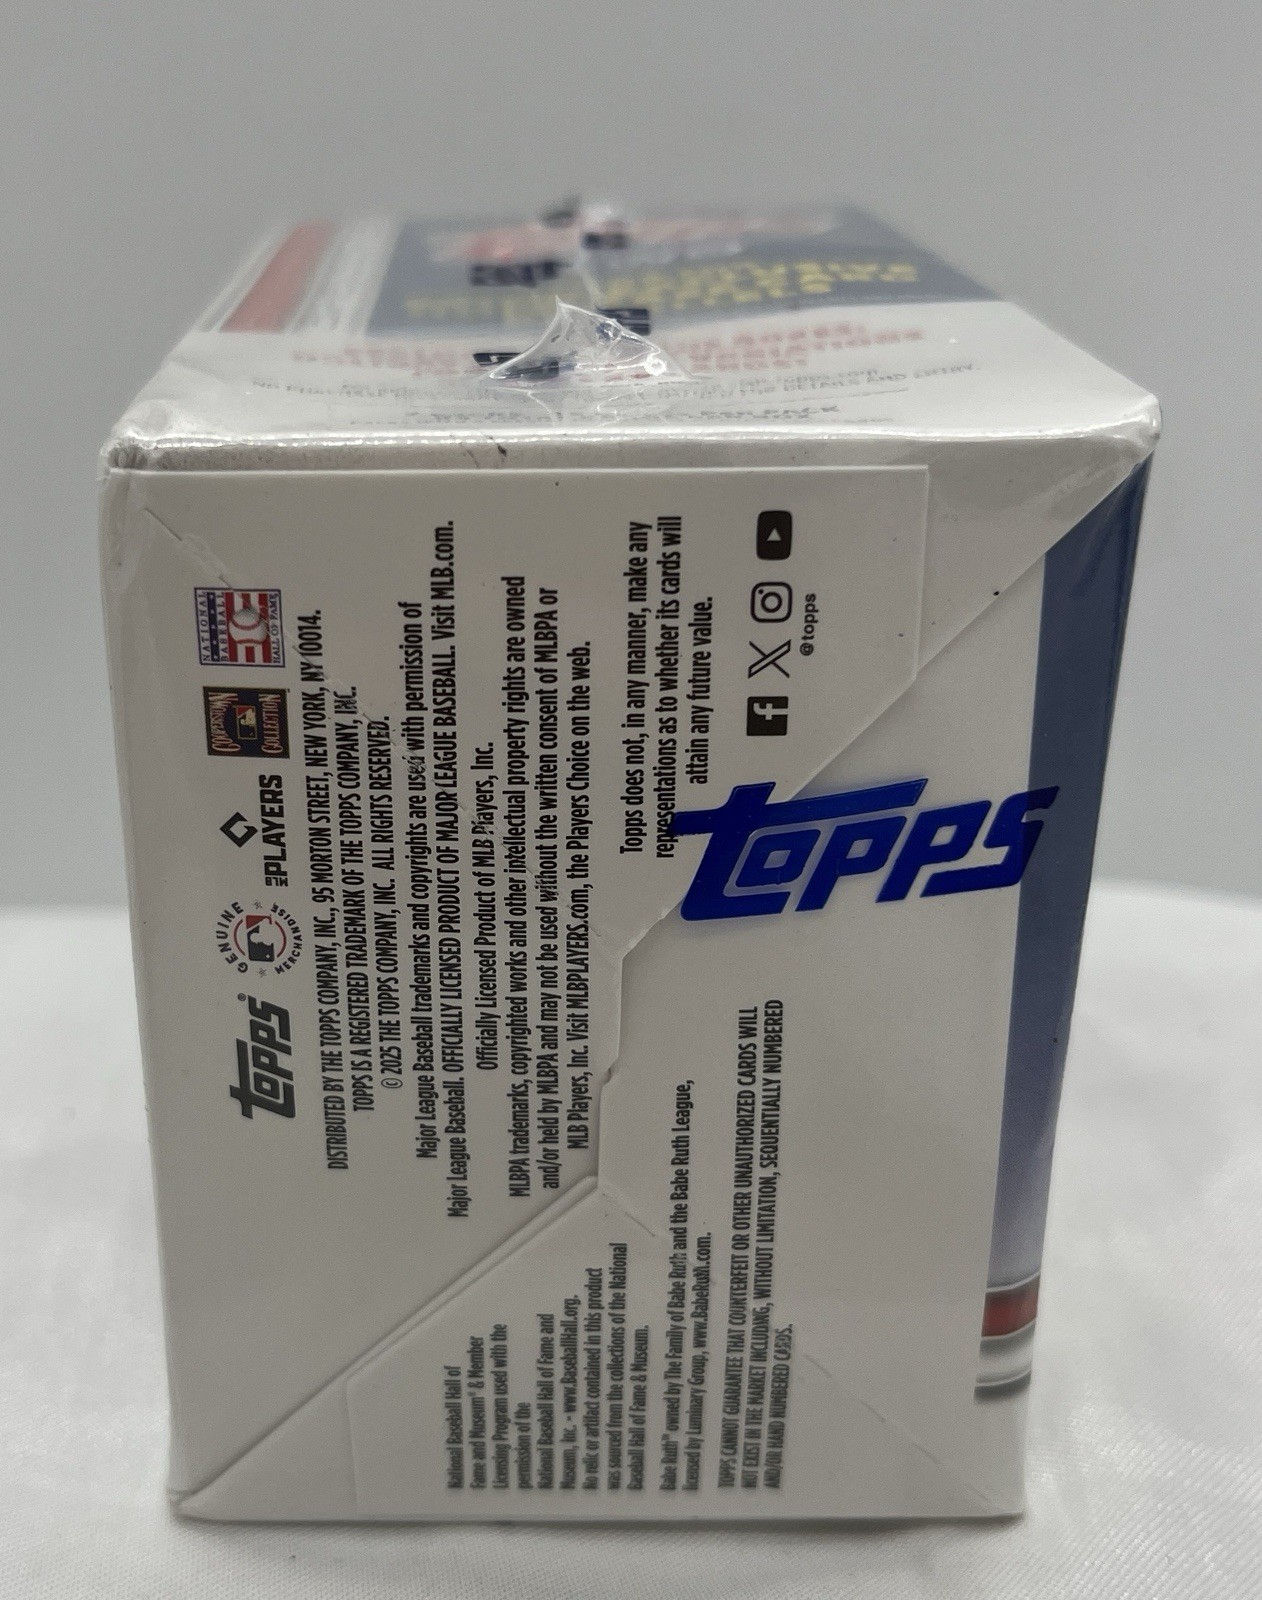 NO PURCHASE
FOR DETAILS AND ENTRY.
topps®
GENUINE
MERCHANDISE
MLB PLAYERS
COOPERSTOWN
COLLECTION
NATIONAL
BASEBALL
HALL OF FAME
DISTRIBUTED BY THE TOPPS COMPANY, INC., 95 MORTON STREET, NEW YORK, NY 10014.
TOPPS IS A REGISTERED TRADEMARK OF THE TOPPS COMPANY, INC.
© 2025 THE TOPPS COMPANY, INC. ALL RIGHTS RESERVED.
Major League Baseball trademarks and copyrights are used with permission of
Major League Baseball. OFFICIALLY LICENSED PRODUCT OF MAJOR LEAGUE BASEBALL. Visit MLB.com.
Officially Licensed Product of MLB Players, Inc.
MLBPA trademarks, copyrighted works and other intellectual property rights are owned
and/or held by MLBPA and may not be used without the written consent of MLBPA or
MLB Players, Inc. Visit MLBPLAYERS.com, the Players Choice on the web.
Topps does not, in any manner, make any
representations as to whether its cards will
attain any future value.
@topps
topps
National Baseball Hall of
Fame and Museum® & Member
Licensing Program used with the
permission of the
National Baseball Hall of Fame and
Museum, Inc. - www.BaseballHall.org.
No relic or artifact contained in this product
was sourced from the collections of the National
Baseball Hall of Fame & Museum.
Babe Ruth™ owned by The Family of Babe Ruth and the Babe Ruth League,
licensed by Luminary Group, www.BabeRuth.com.
TOPPS CANNOT GUARANTEE THAT COUNTERFEIT OR OTHER UNAUTHORIZED CARDS WILL
NOT EXIST IN THE MARKET INCLUDING, WITHOUT LIMITATION, SEQUENTIALLY NUMBERED
AND/OR HAND NUMBERED CARDS.